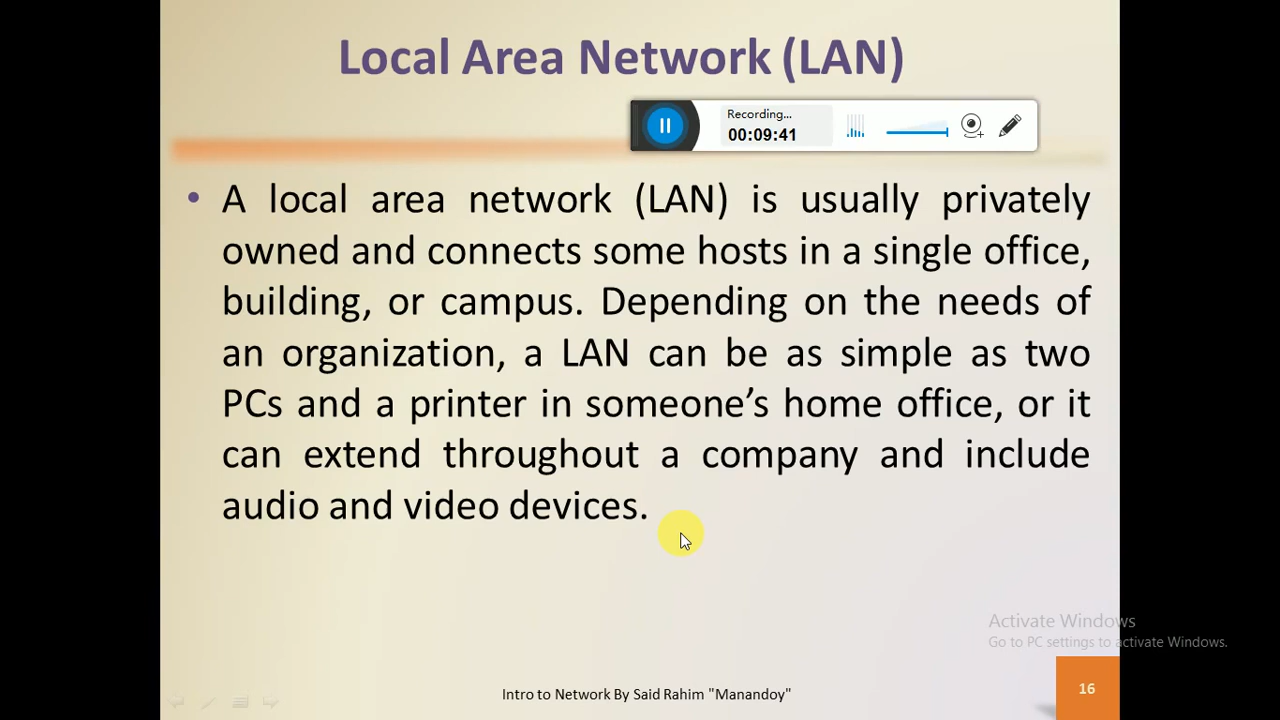 Local Area Network (LAN)
Recording...
00:09:41
• A local area network (LAN) is usually privately
owned and connects some hosts in a single office,
building, or campus. Depending on the needs of
an organization, a LAN can be as simple as two
PCs and a printer in someone’s home office, or it
can extend throughout a company and include
audio and video devices.
Activate Windows
Go to PC settings to activate Windows.
Intro to Network By Said Rahim "Manandoy"
16